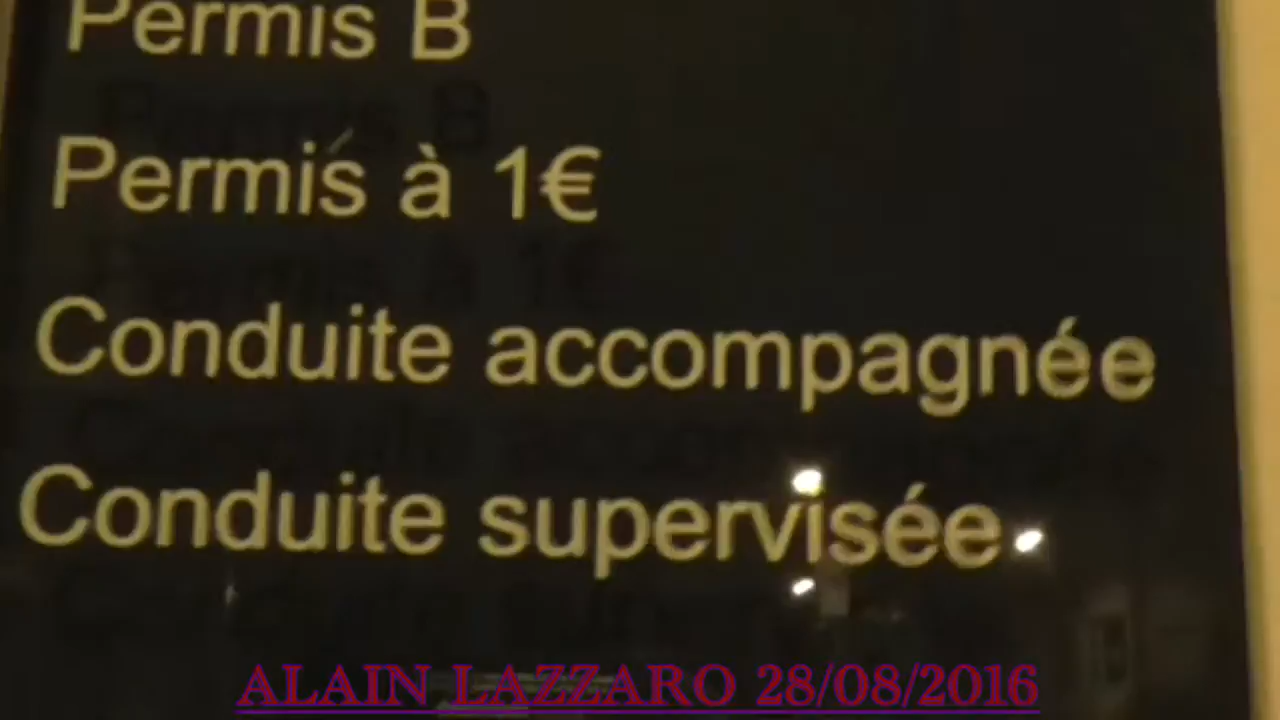 Permis B
Permis à 1€
Conduite accompagnée
Conduite supervisée
ALAIN LAZZARO 28/08/2016